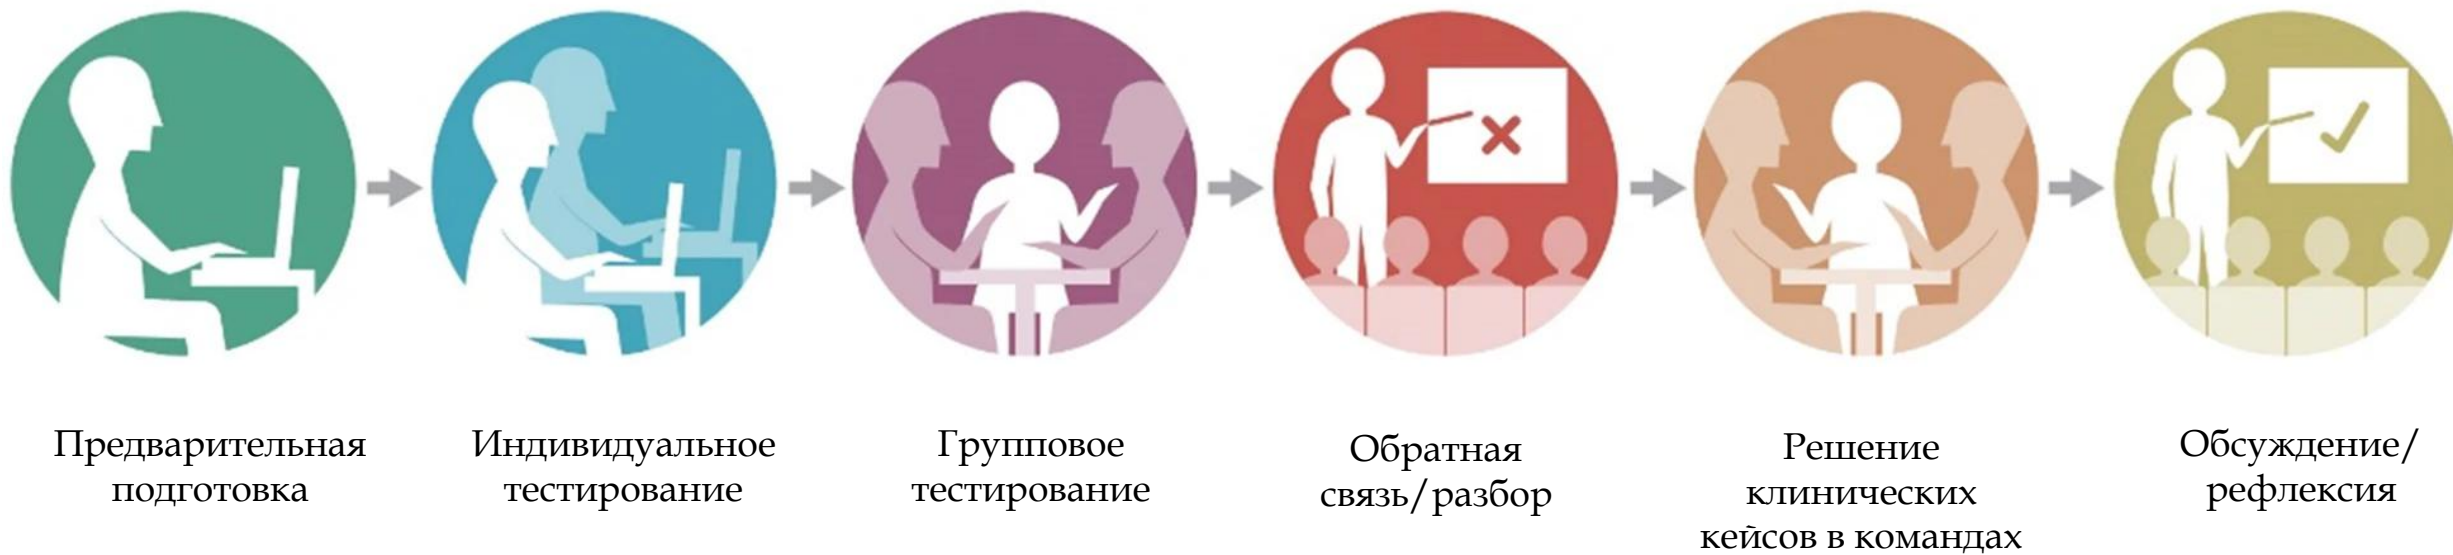 Предварительная
подготовка
Индивидуальное
тестирование
Групповое
тестирование
Обратная
связь/разбор
Решение
клинических
кейсов в командах
Обсуждение/
рефлексия